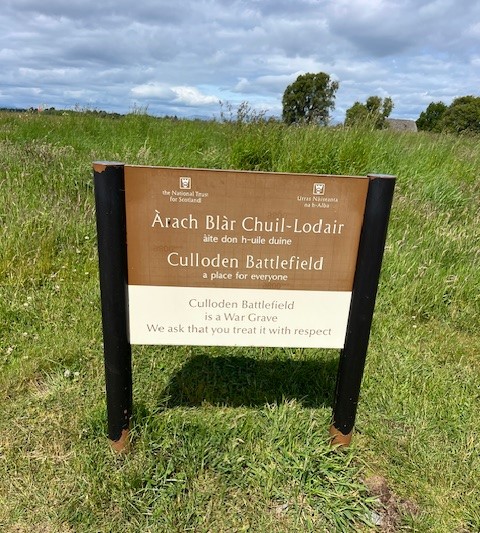 the National Trust
for Scotland
Urras Nàiseanta
na h-Alba
Àrach Blàr Chuil-Lodair
àite don h-uile duine
Culloden Battlefield
a place for everyone
Culloden Battlefield
is a War Grave
We ask that you treat it with respect